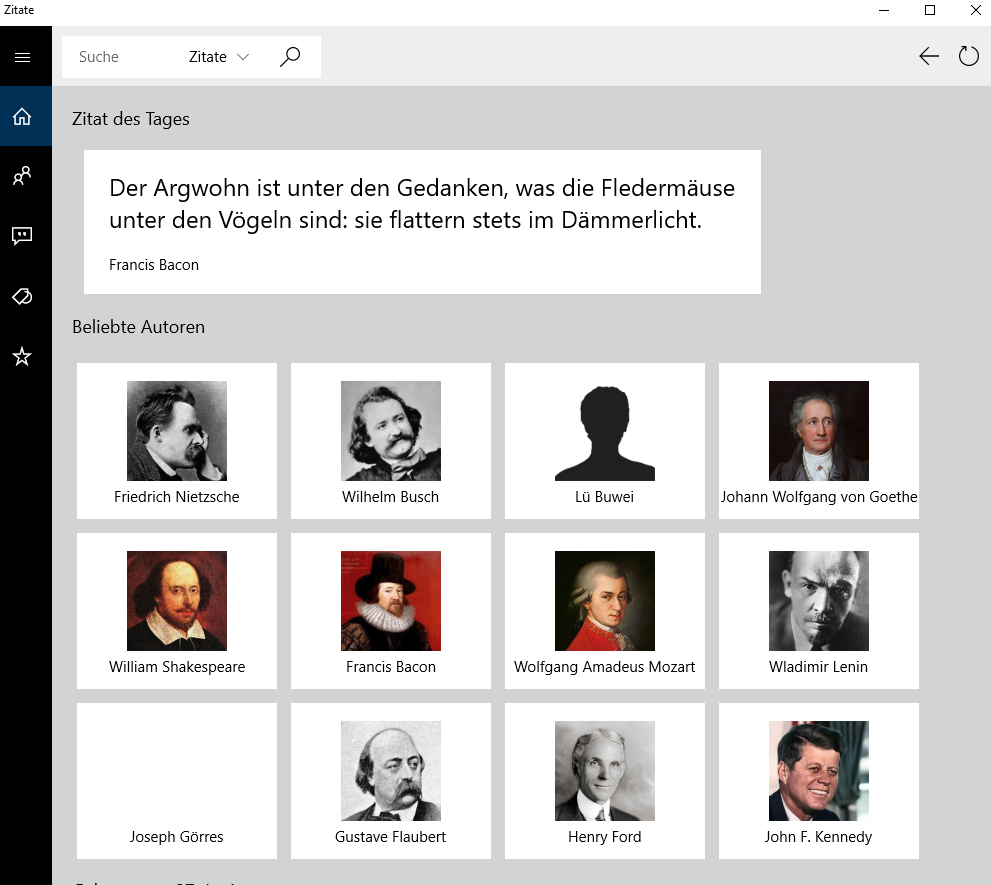 Zitate
Suche
Zitate
Zitat des Tages
Der Argwohn ist unter den Gedanken, was die Fledermäuse
unter den Vögeln sind: sie flattern stets im Dämmerlicht.
Francis Bacon
Beliebte Autoren
Friedrich Nietzsche
Wilhelm Busch
Lü Buwei
Johann Wolfgang von Goethe
William Shakespeare
Francis Bacon
Wolfgang Amadeus Mozart
Wladimir Lenin
Joseph Görres
Gustave Flaubert
Henry Ford
John F. Kennedy